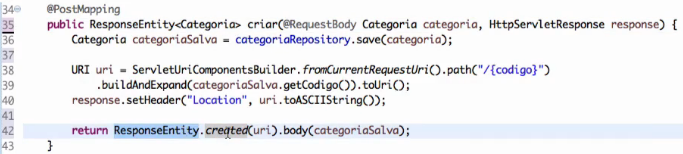 34 @PostMapping
35 public ResponseEntity<Categoria> criar(@RequestBody Categoria categoria, HttpServletResponse response) {
36 Categoria categoriaSalva = categoriaRepository.save(categoria);
37
38 URI uri = ServletUriComponentsBuilder.fromCurrentRequestUri().path("/{codigo}")
39 .buildAndExpand(categoriaSalva.getCodigo()).toUri();
40 response.setHeader("Location", uri.toASCIIString());
41
42 return ResponseEntity.created(uri).body(categoriaSalva);
43 }